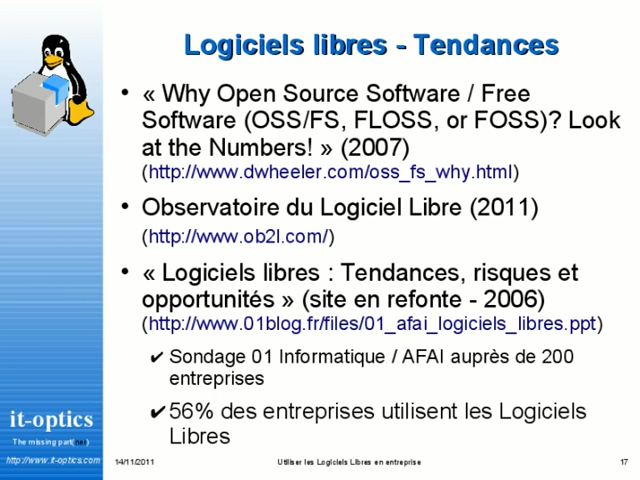 Logiciels libres - Tendances
• « Why Open Source Software / Free
Software (OSS/FS, FLOSS, or FOSS)? Look
at the Numbers! » (2007)
(http://www.dwheeler.com/oss_fs_why.html)
• Observatoire du Logiciel Libre (2011)
(http://www.ob2l.com/)
• « Logiciels libres : Tendances, risques et
opportunités » (site en refonte - 2006)
(http://www.01blog.fr/files/01_afai_logiciels_libres.ppt)
✔ Sondage 01 Informatique / AFAI auprès de 200
entreprises
✔ 56% des entreprises utilisent les Logiciels
Libres
it-optics
The missing part(ner)
http://www.it-optics.com
14/11/2011
Utiliser les Logiciels Libres en entreprise
17